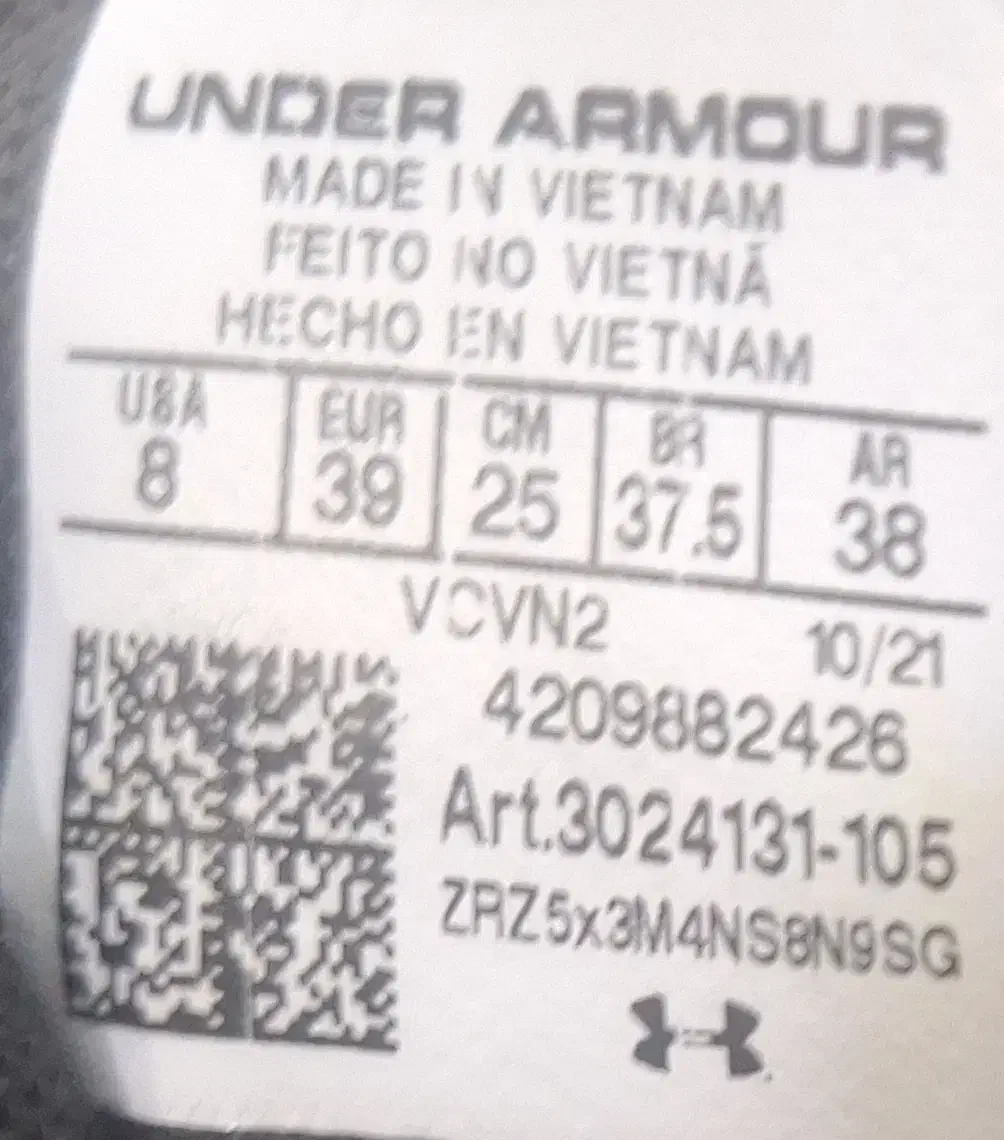 UNDER ARMOUR
MADE IN VIETNAM
FEITO NO VIETNÃ
HECHO EN VIETNAM
USA EUR CM BR AR
8 39 25 37.5 38
VCVN2 10/21
4209882426
Art.3024131-105
ZRZ5x3M4NS8N9SG